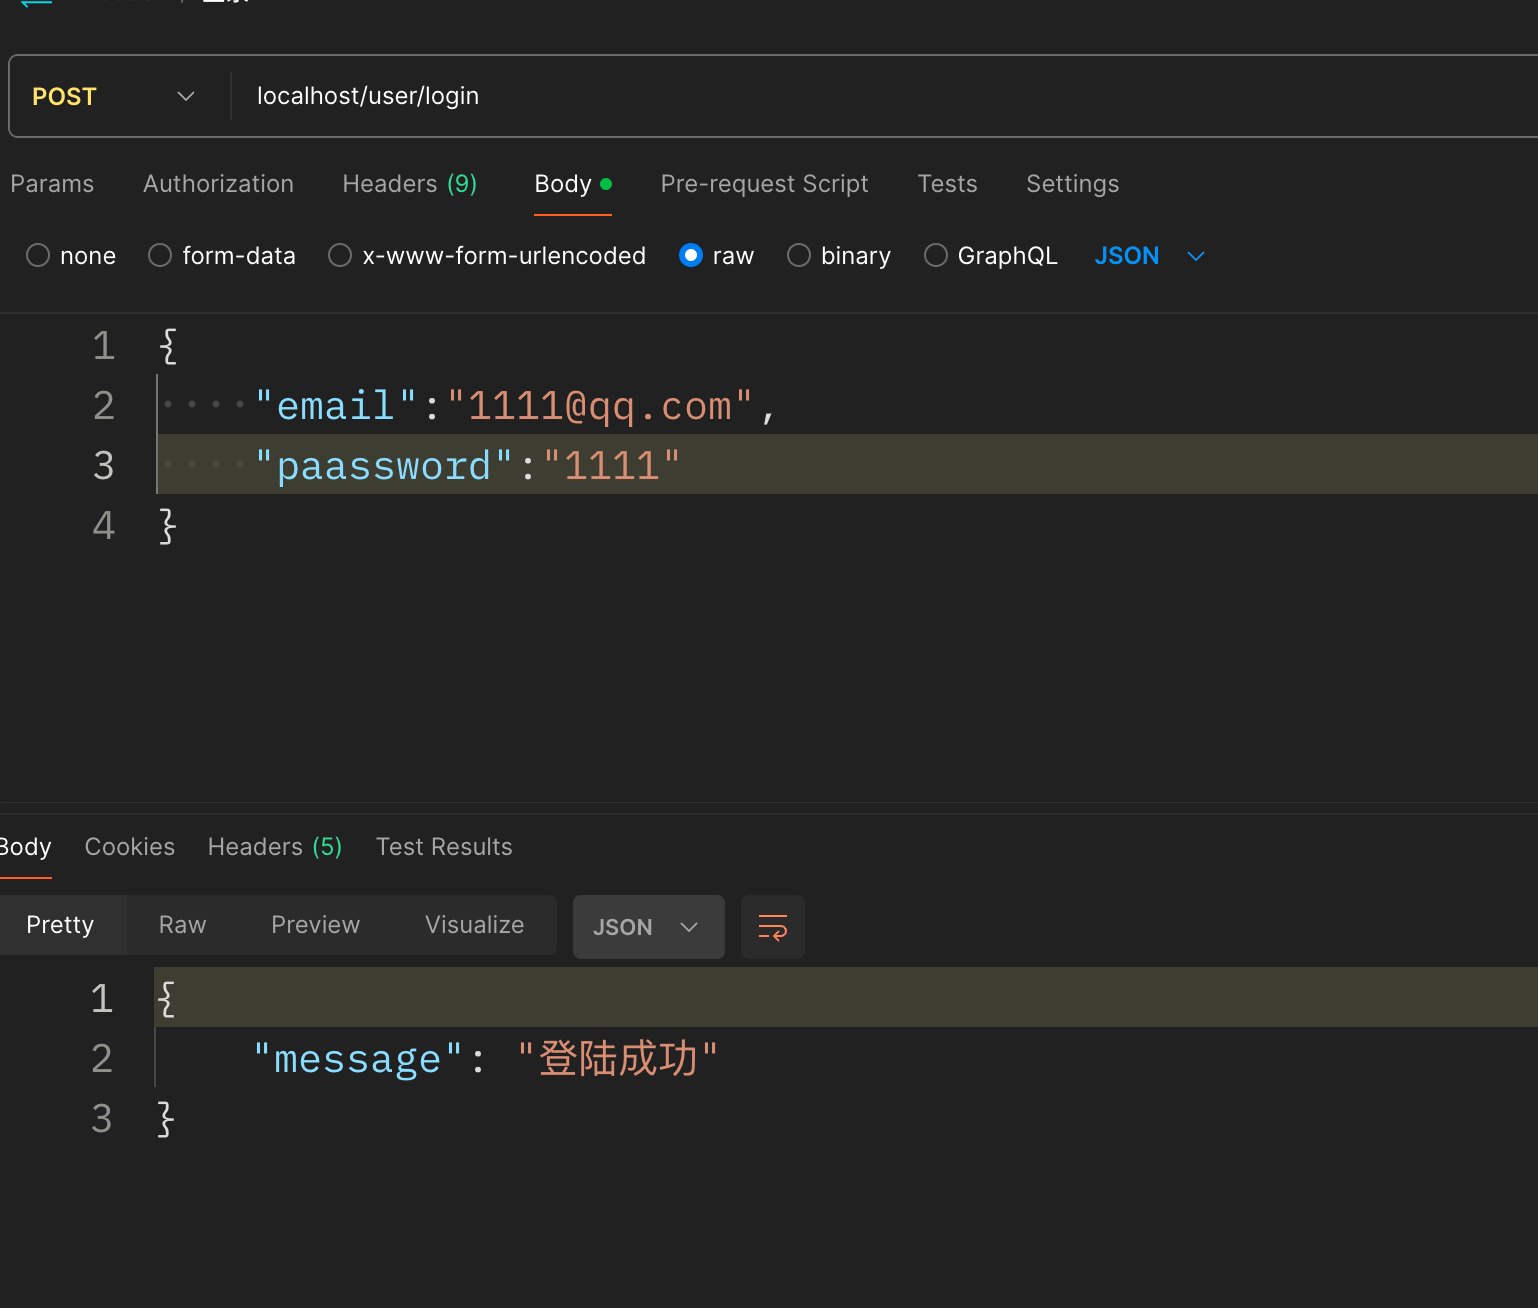 POST localhost/user/login
Params Authorization Headers (9) Body Pre-request Script Tests Settings
none form-data x-www-form-urlencoded raw binary GraphQL JSON
1 {
2 "email":"1111@qq.com",
3 "paassword":"1111"
4 }
Body Cookies Headers (5) Test Results
Pretty Raw Preview Visualize JSON
1 {
2 "message": "登陆成功"
3 }